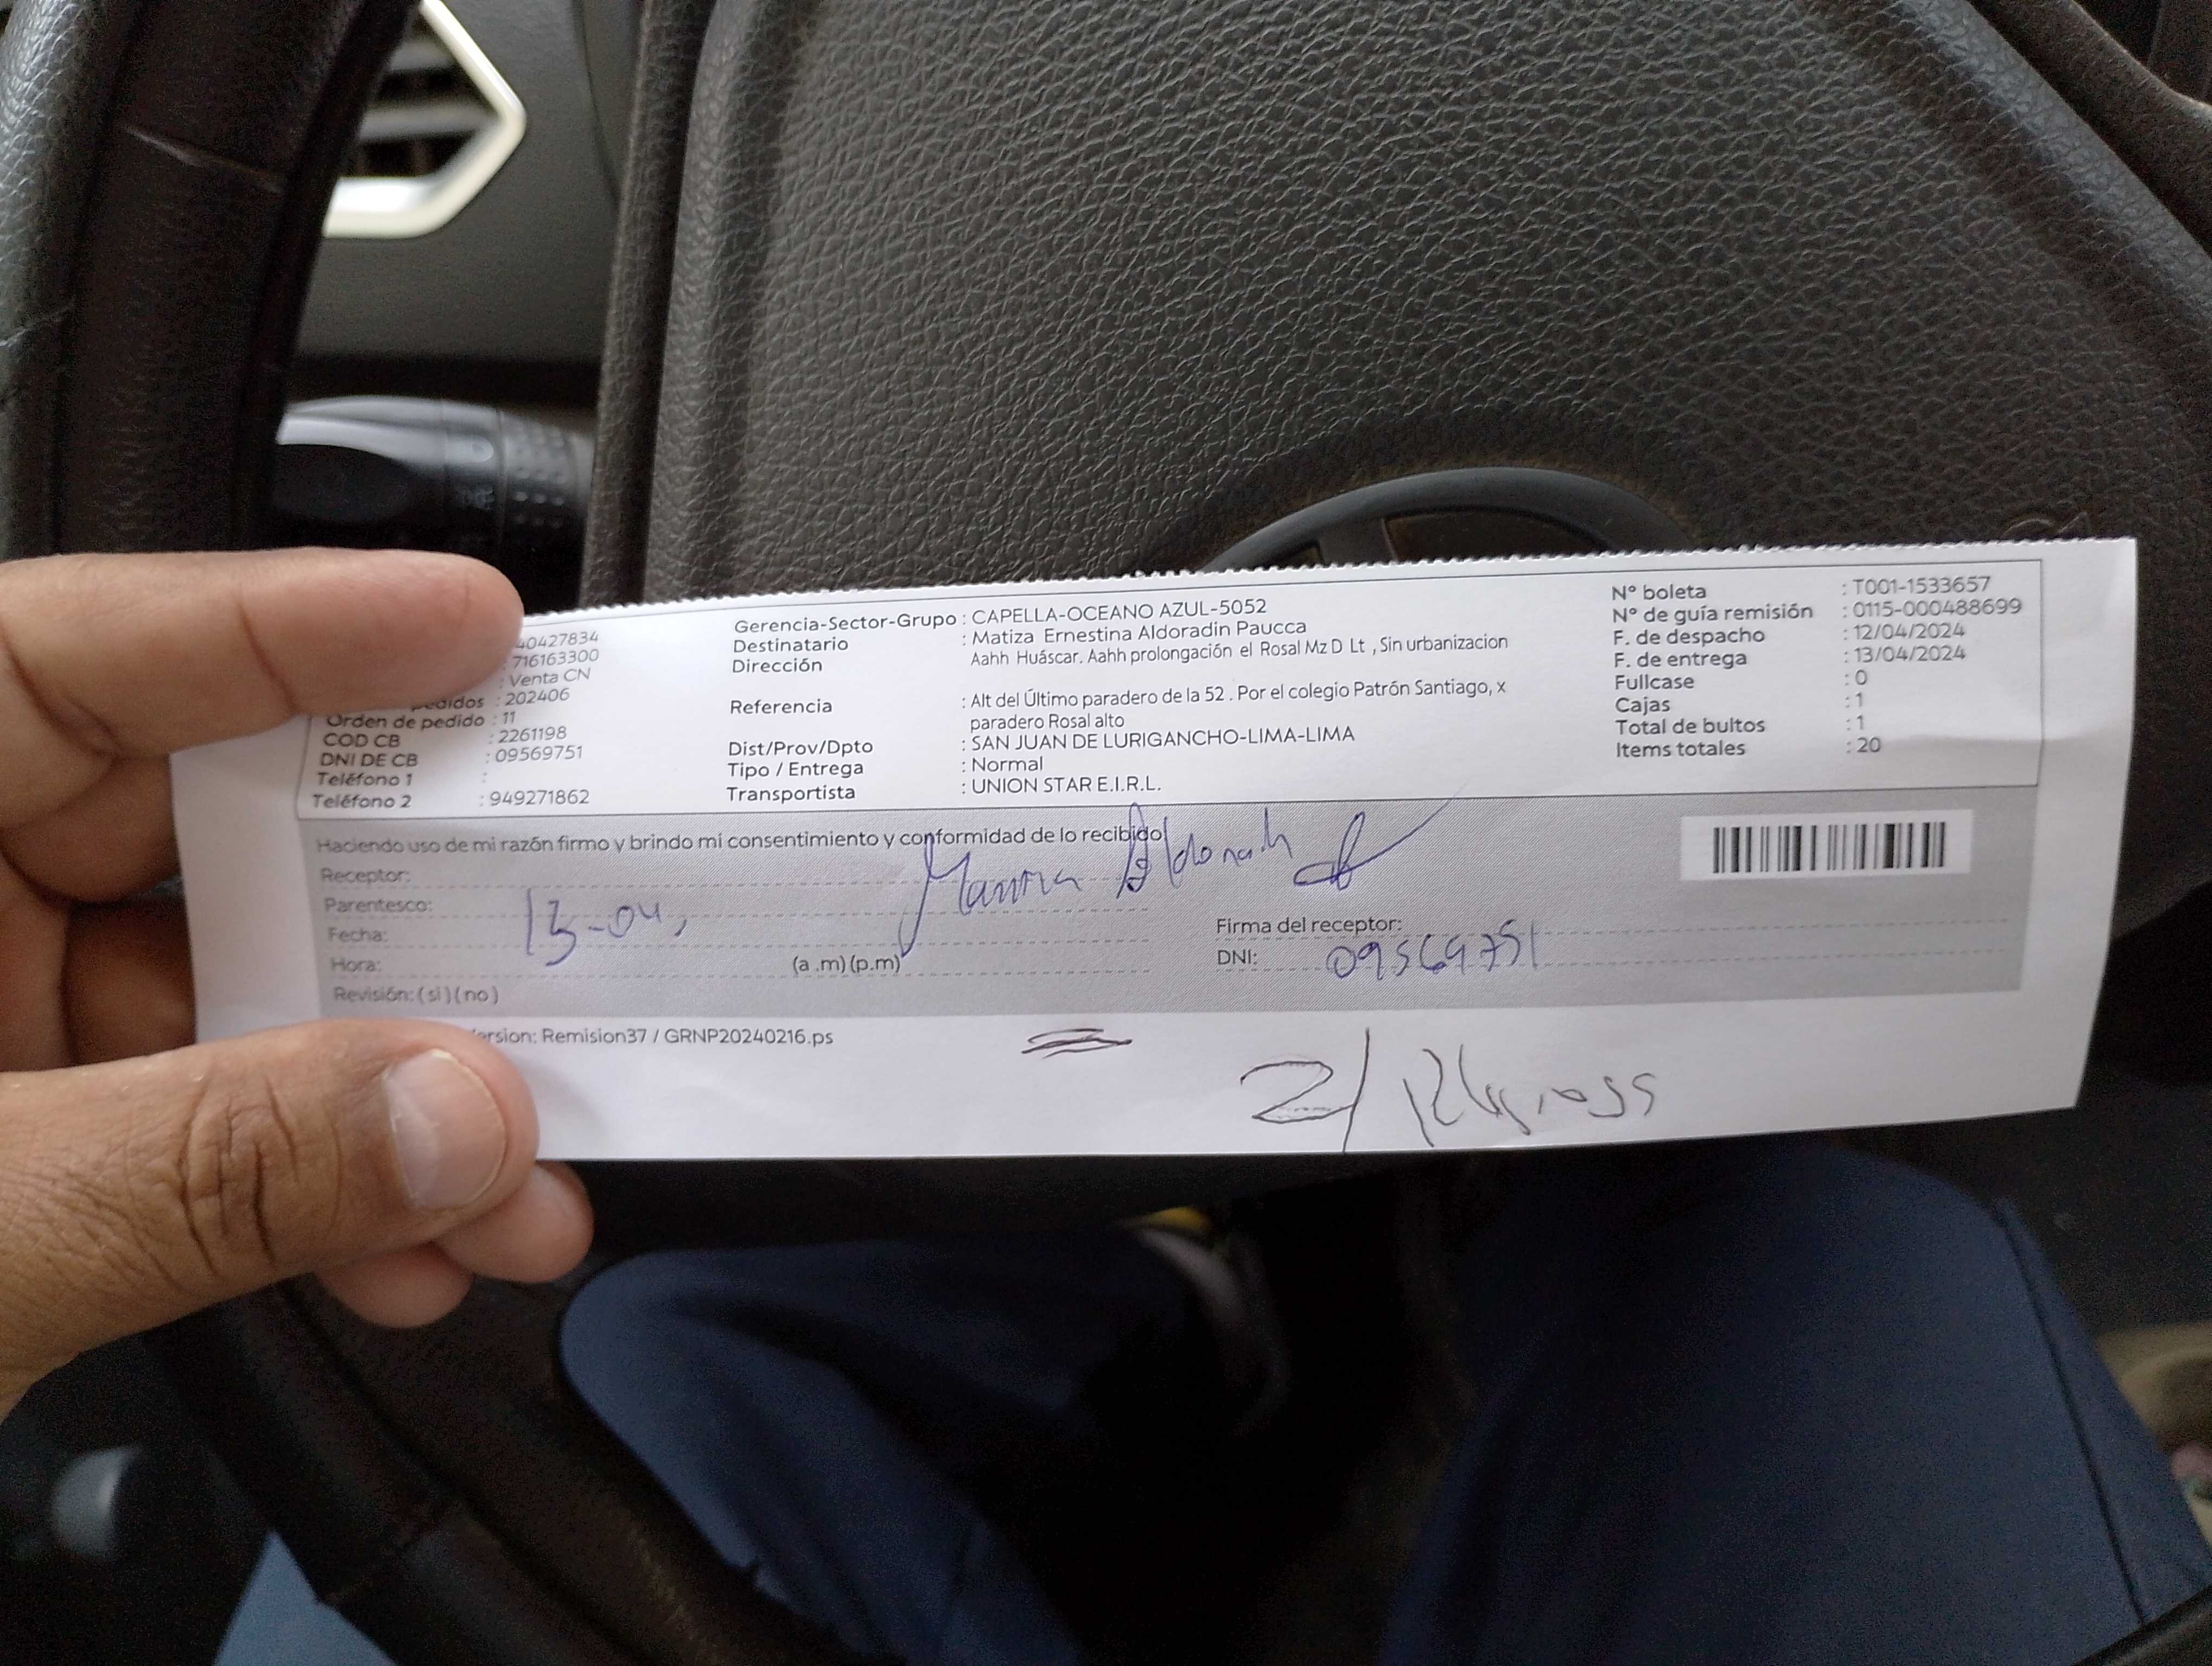 40427834
: 716163300
: Venta CN
pedidos : 202406
Orden de pedido : 11
COD CB : 2261198
DNI DE CB : 09569751
Teléfono 1 :
Teléfono 2 : 949271862
Gerencia-Sector-Grupo : CAPELLA-OCEANO AZUL-5052
Destinatario : Matiza Ernestina Aldoradin Paucca
Dirección Aahh Huáscar. Aahh prolongación el Rosal Mz D Lt , Sin urbanizacion
Referencia : Alt del Último paradero de la 52 . Por el colegio Patrón Santiago, x
paradero Rosal alto
Dist/Prov/Dpto : SAN JUAN DE LURIGANCHO-LIMA-LIMA
Tipo / Entrega : Normal
Transportista : UNION STAR E.I.R.L.
N° boleta : T001-1533657
N° de guía remisión : 0115-000488699
F. de despacho : 12/04/2024
F. de entrega : 13/04/2024
Fullcase : 0
Cajas : 1
Total de bultos : 1
Items totales : 20
Haciendo uso de mi razón firmo y brindo mi consentimiento y conformidad de lo recibido
Receptor:
Parentesco:
Fecha: 13-04,
Hora: (a .m) (p.m)
Revisión: ( si ) ( no )
Firma del receptor:
DNI: 09569751
ersion: Remision37 / GRNP20240216.ps
2/